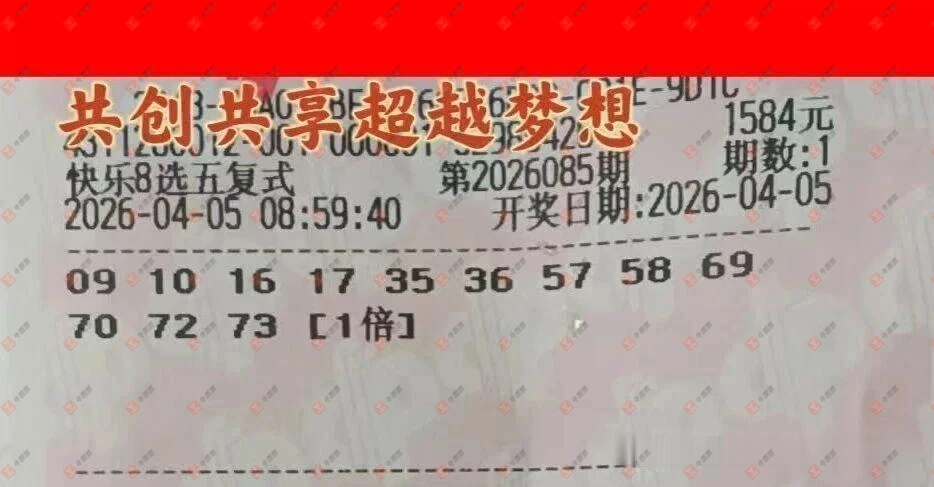 共创共享超越梦想
1584元
快乐8选五复式
第2026085期
期数:1
2026-04-05 08:59:40
开奖日期:2026-04-05
09 10 16 17 35 36 57 58 69
70 72 73 [1倍]